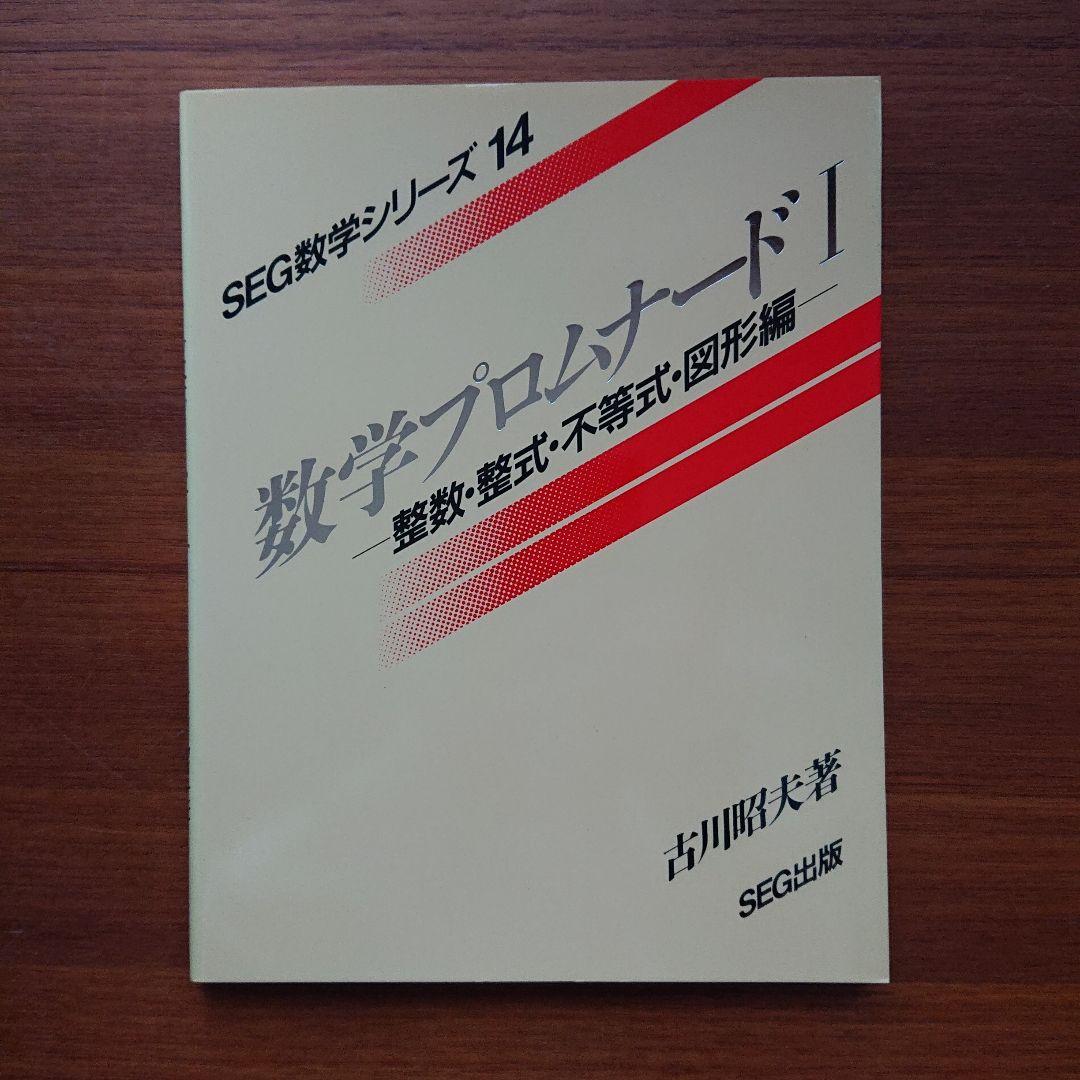 SEG数学シリーズ14
数学プロムナードI
—整数・整式・不等式・図形編—
古川昭夫著
SEG出版